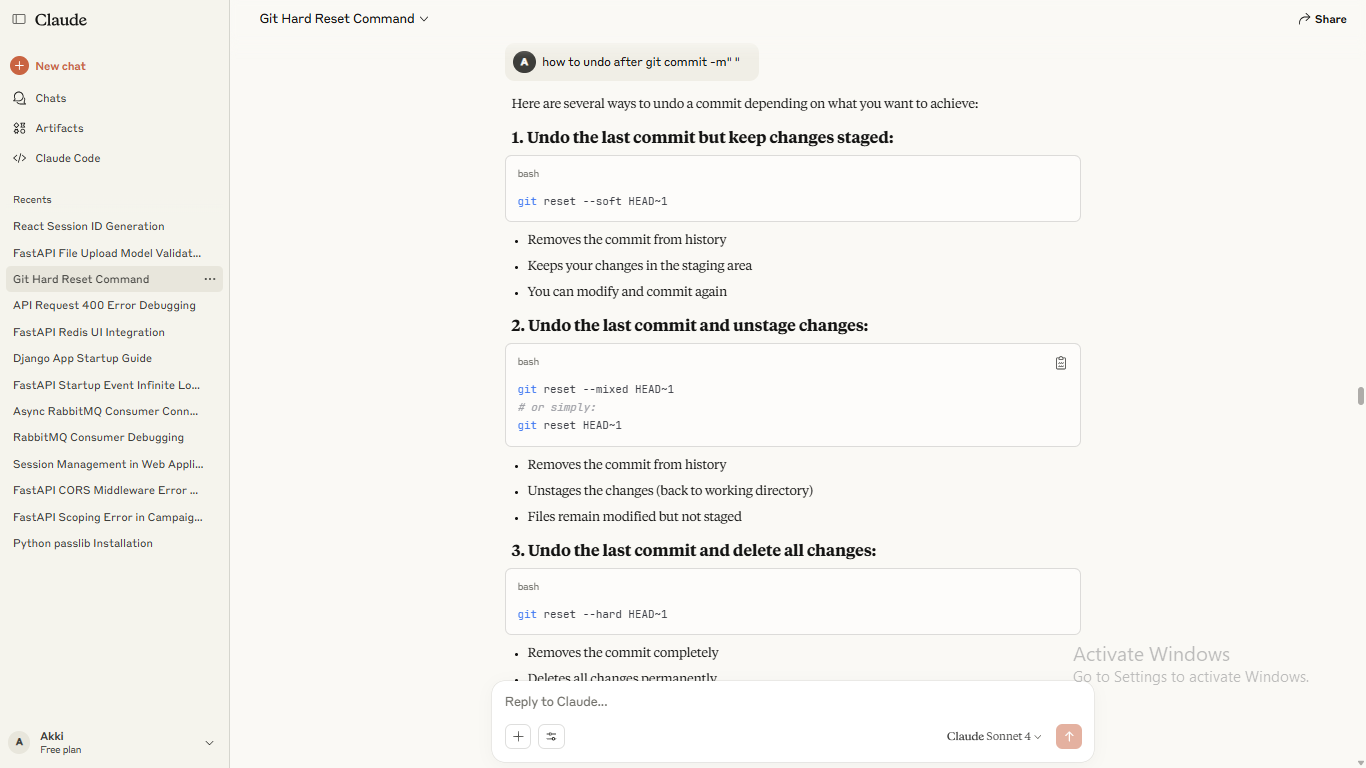 Claude
New chat
Chats
Artifacts
Claude Code
Recents
React Session ID Generation
FastAPI File Upload Model Validat...
Git Hard Reset Command
API Request 400 Error Debugging
FastAPI Redis UI Integration
Django App Startup Guide
FastAPI Startup Event Infinite Lo...
Async RabbitMQ Consumer Conn...
RabbitMQ Consumer Debugging
Session Management in Web Appli...
FastAPI CORS Middleware Error ...
FastAPI Scoping Error in Campaig...
Python passlib Installation
A
Akki
Free plan
Git Hard Reset Command
Share
A how to undo after git commit -m" "
Here are several ways to undo a commit depending on what you want to achieve:
1. Undo the last commit but keep changes staged:
bash
git reset --soft HEAD~1
• Removes the commit from history
• Keeps your changes in the staging area
• You can modify and commit again
2. Undo the last commit and unstage changes:
bash
git reset --mixed HEAD~1
# or simply:
git reset HEAD~1
• Removes the commit from history
• Unstages the changes (back to working directory)
• Files remain modified but not staged
3. Undo the last commit and delete all changes:
bash
git reset --hard HEAD~1
• Removes the commit completely
• Deletes all changes permanently
Reply to Claude...
Claude Sonnet 4
Activate Windows
Go to Settings to activate Windows.